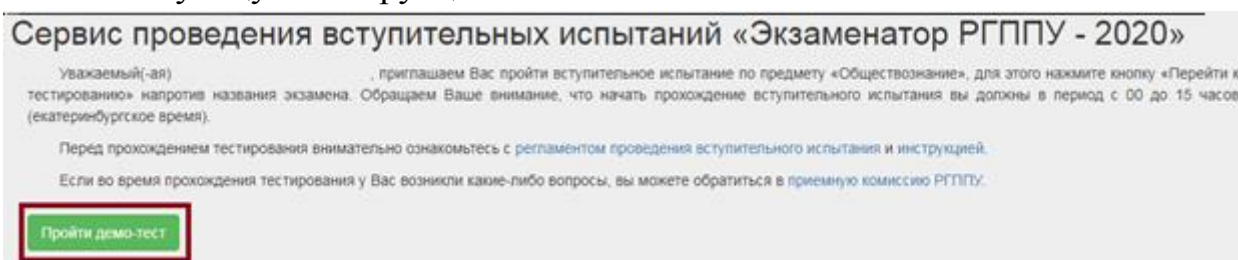 Сервис проведения вступительных испытаний «Экзаменатор РГППУ - 2020»
Уважаемый(-ая) , приглашаем Вас пройти вступительное испытание по предмету «Обществознание», для этого нажмите кнопку «Перейти к
тестированию» напротив названия экзамена. Обращаем Ваше внимание, что начать прохождение вступительного испытания вы должны в период с 00 до 15 часов
(екатеринбургское время).
Перед прохождением тестирования внимательно ознакомьтесь с регламентом проведения вступительного испытания и инструкцией.
Если во время прохождения тестирования у Вас возникли какие-либо вопросы, вы можете обратиться в приемную комиссию РГППУ.
Пройти демо-тест